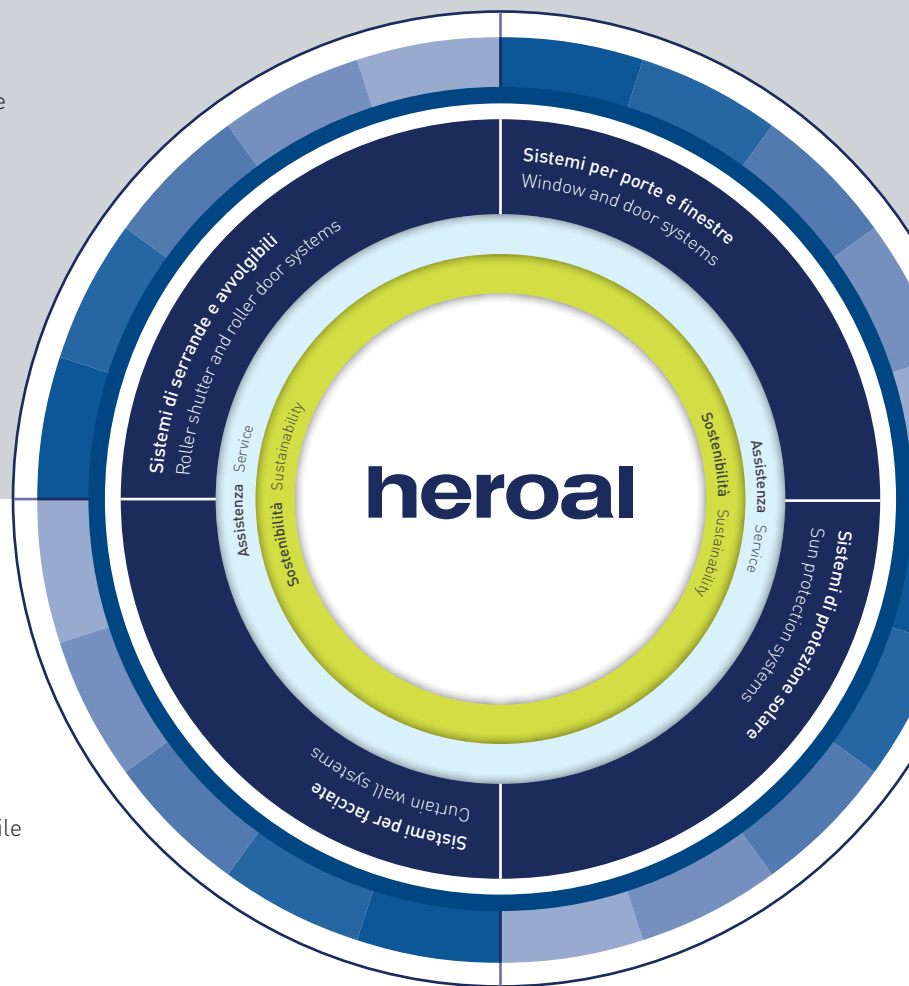 e
Sistemi per porte e finestre
Window and door systems
Sistemi di serrande e avvolgibili
Roller shutter and roller door systems
Assistenza Service
Sostenibilità Sustainability
heroal
Sostenibilità Sustainability
Assistenza Service
Sistemi di protezione solare
Sun protection systems
Curtain wall systems
Sistemi per facciate
ile